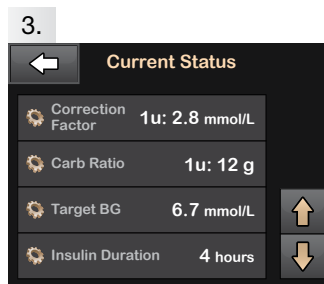 3.
Current Status
Correction Factor 1u: 2.8 mmol/L
Carb Ratio 1u: 12 g
Target BG 6.7 mmol/L
Insulin Duration 4 hours